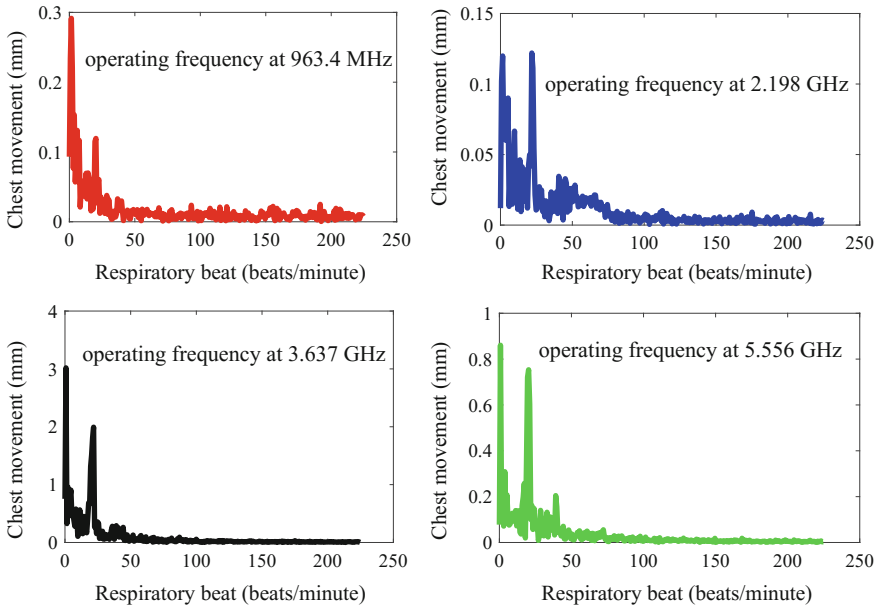 0.3
0.2
0.1
0
Chest movement (mm)
operating frequency at 963.4 MHz
0 50 100 150 200 250
Respiratory beat (beats/minute)
0.15
0.1
0.05
0
Chest movement (mm)
operating frequency at 2.198 GHz
0 50 100 150 200 250
Respiratory beat (beats/minute)
4
3
2
1
0
Chest movement (mm)
operating frequency at 3.637 GHz
0 50 100 150 200 250
Respiratory beat (beats/minute)
1
0.8
0.6
0.4
0.2
0
Chest movement (mm)
operating frequency at 5.556 GHz
0 50 100 150 200 250
Respiratory beat (beats/minute)